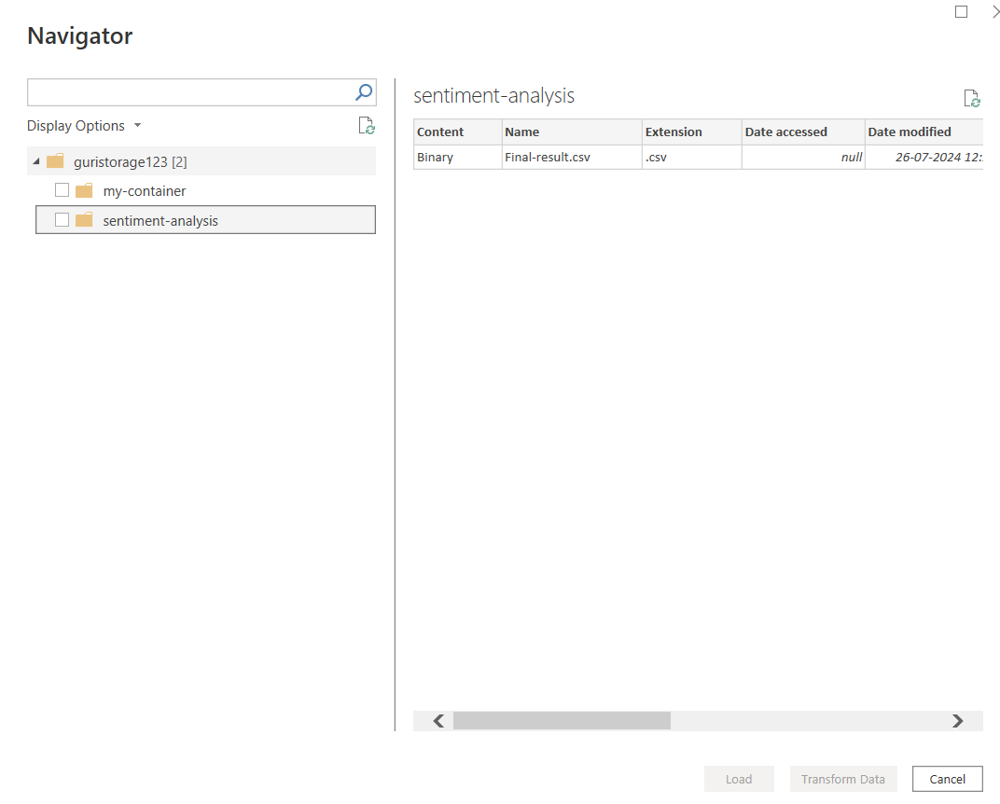 Navigator
Display Options
guristorage123 [2]
my-container
sentiment-analysis
sentiment-analysis
Content Name Extension Date accessed Date modified
Binary Final-result.csv .csv null 26-07-2024 12:
Load Transform Data Cancel